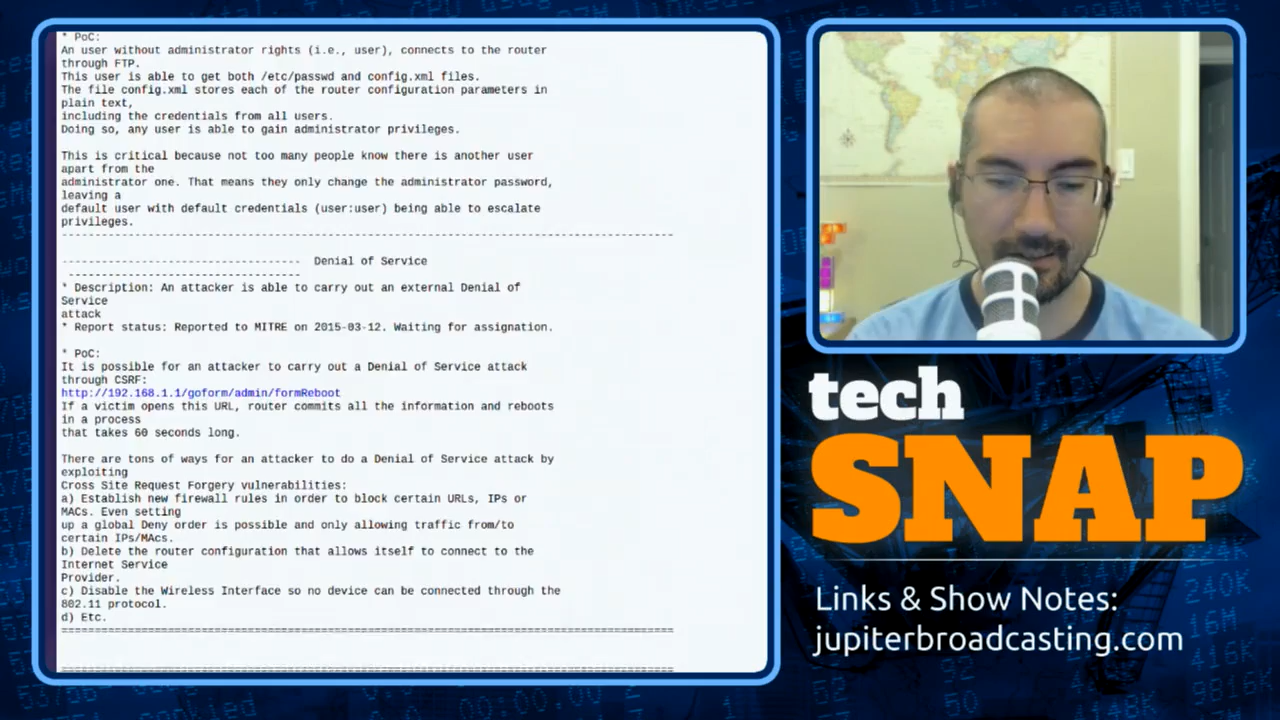 * PoC:
An user without administrator rights (i.e., user), connects to the router
through FTP.
This user is able to get both /etc/passwd and config.xml files.
The file config.xml stores each of the router configuration parameters in
plain text,
including the credentials from all users.
Doing so, any user is able to gain administrator privileges.
This is critical because not too many people know there is another user
apart from the
administrator one. That means they only change the administrator password,
leaving a
default user with default credentials (user:user) being able to escalate
privileges.
--------------------------------------------------------------------------------------------
------------------------------------ Denial of Service
-----------------------------------
* Description: An attacker is able to carry out an external Denial of
Service
attack
* Report status: Reported to MITRE on 2015-03-12. Waiting for assignation.
* PoC:
It is possible for an attacker to carry out a Denial of Service attack
through CSRF:
http://192.168.1.1/goform/admin/formReboot
If a victim opens this URL, router commits all the information and reboots
in a process
that takes 60 seconds long.
There are tons of ways for an attacker to do a Denial of Service attack by
exploiting
Cross Site Request Forgery vulnerabilities:
a) Establish new firewall rules in order to block certain URLs, IPs or
MACs. Even setting
up a global Deny order is possible and only allowing traffic from/to
certain IPs/MAcs.
b) Delete the router configuration that allows itself to connect to the
Internet Service
Provider.
c) Disable the Wireless Interface so no device can be connected through the
802.11 protocol.
d) Etc.
============================================================================================
============================================================================================
tech
SNAP
Links & Show Notes:
jupiterbroadcasting.com
240K
16M
416K
9816K